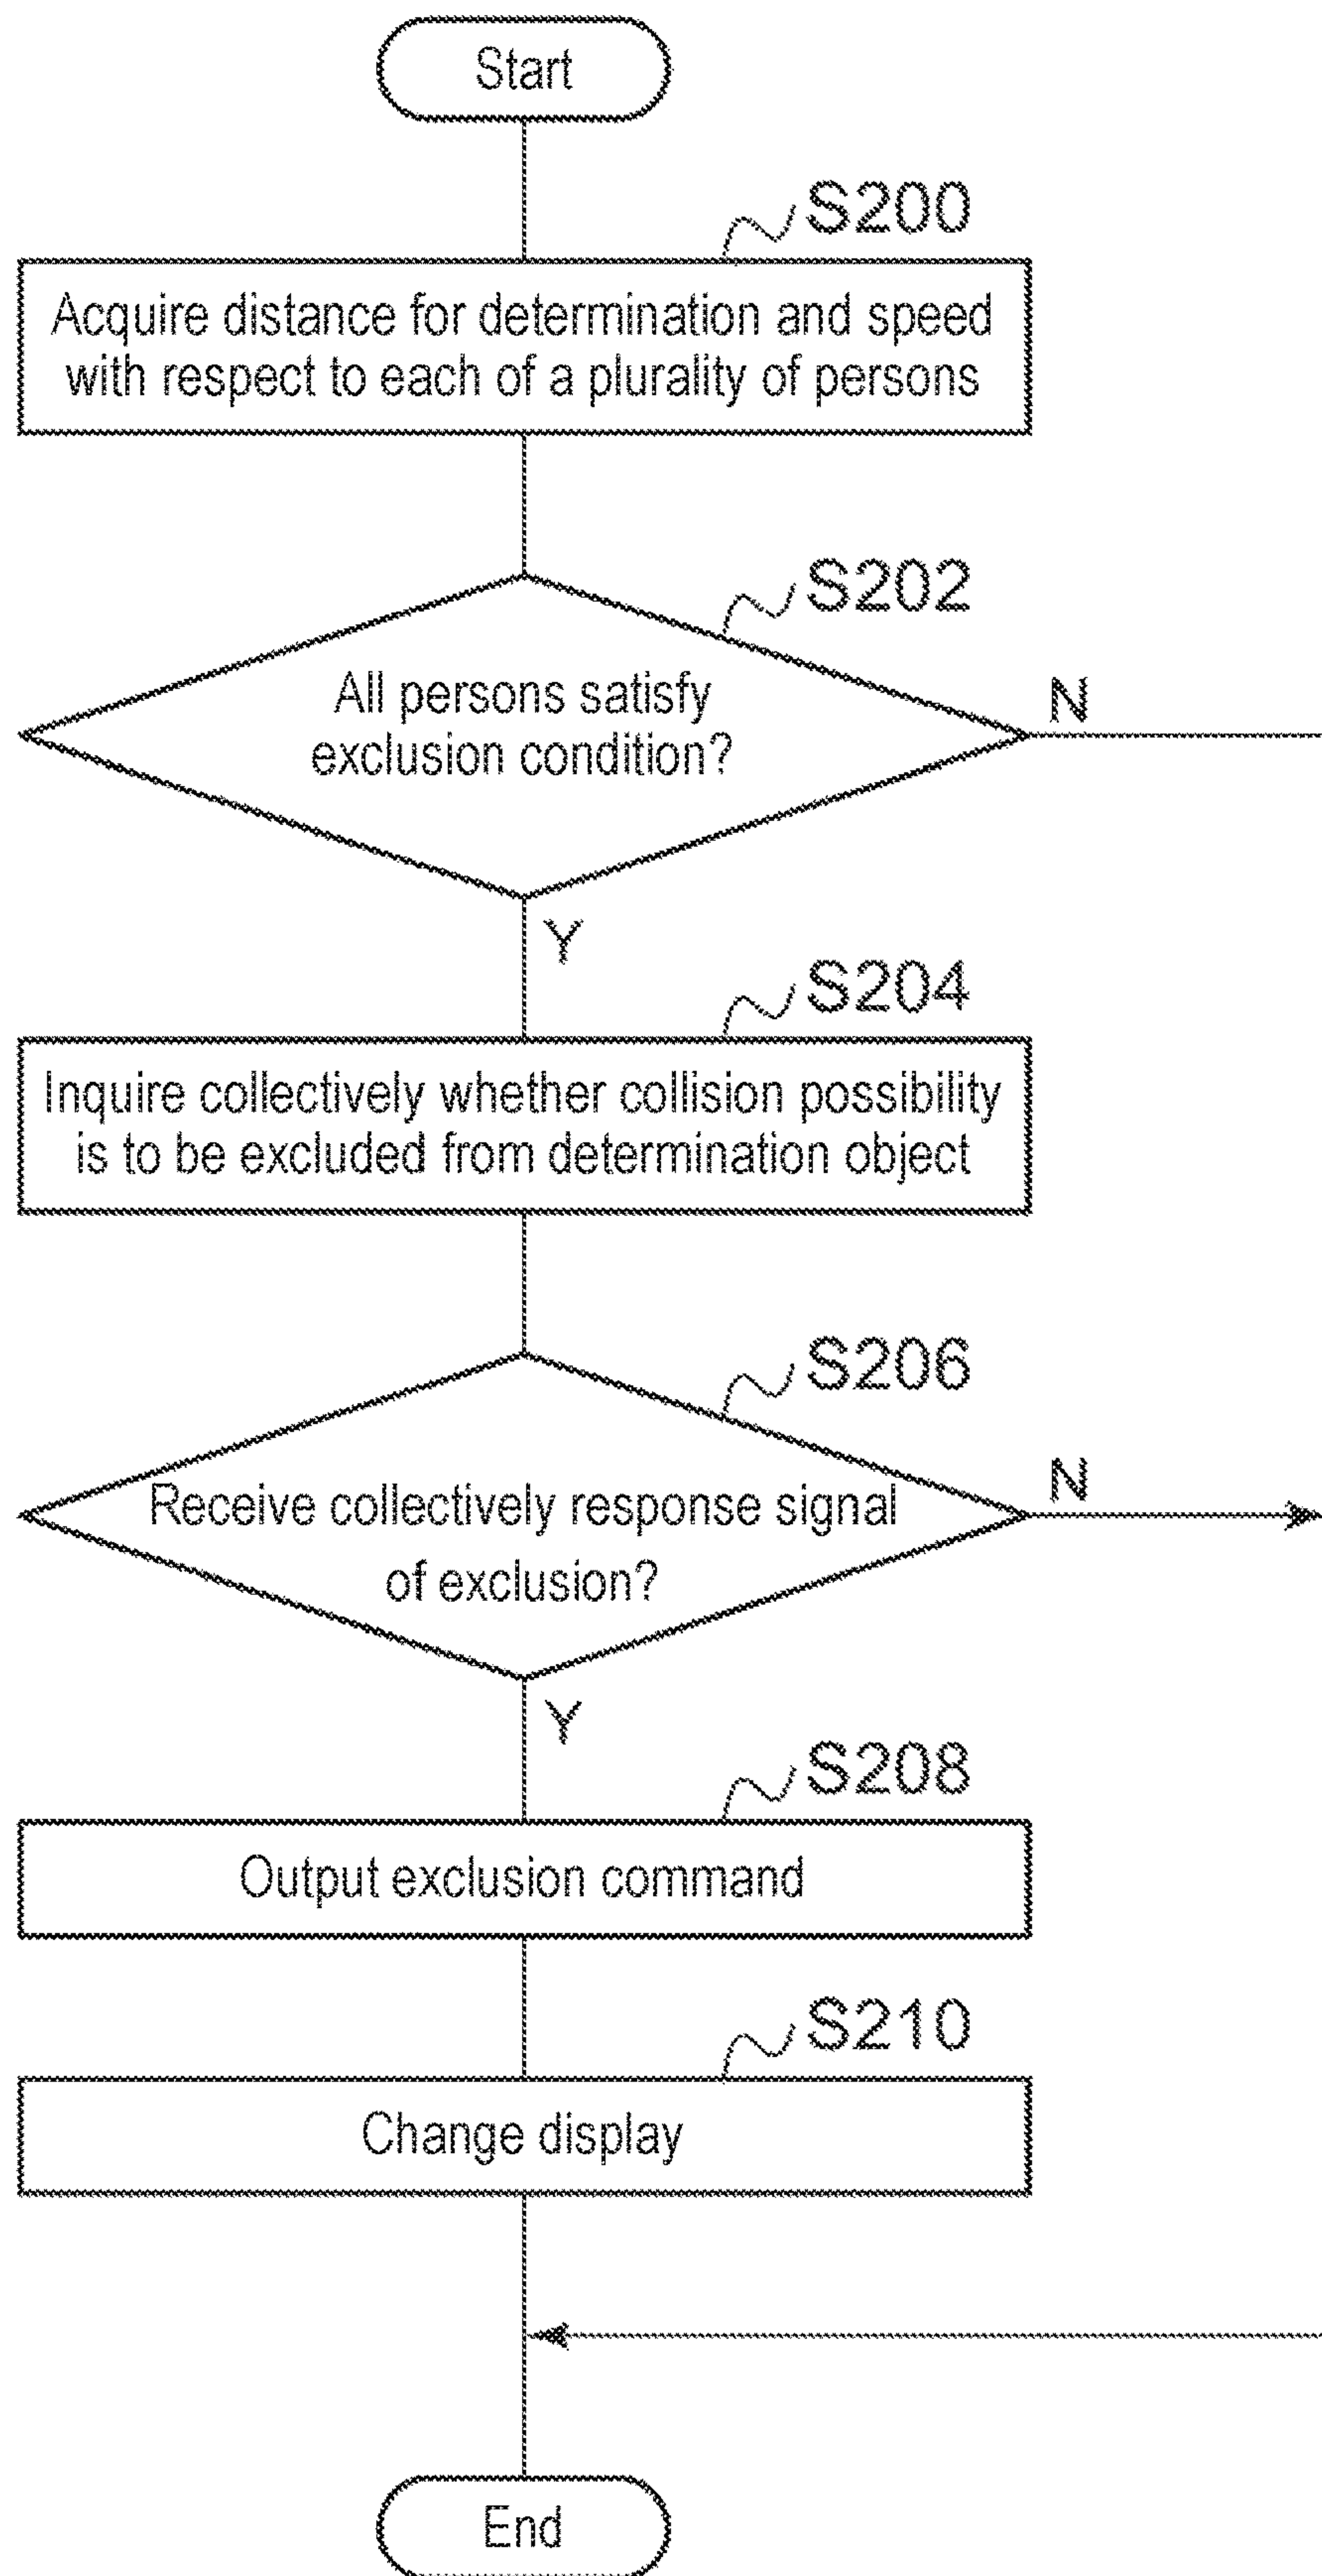 Start
S200
Acquire distance for determination and speed
with respect to each of a plurality of persons
S202
All persons satisfy
exclusion condition?
N
Y
S204
Inquire collectively whether collision possibility
is to be excluded from determination object
S206
Receive collectively response signal
of exclusion?
N
Y
S208
Output exclusion command
S210
Change display
End